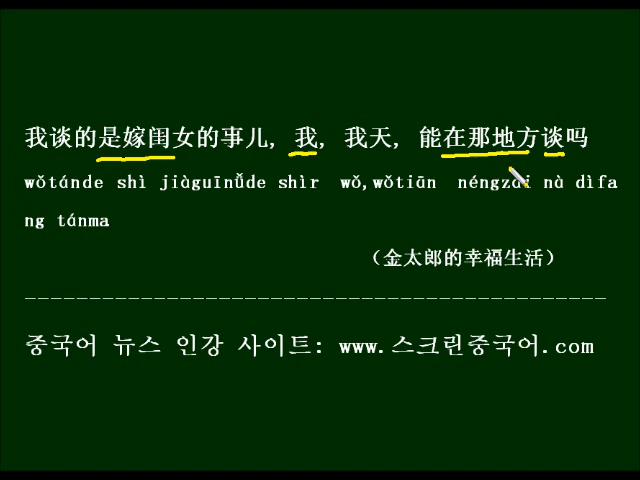 我谈的是嫁闺女的事儿, 我, 我天, 能在那地方谈吗
wǒtánde shì jiàguīnǚde shìr wǒ,wǒtiān néngzài nà dìfa
ng tánma
（金太郎的幸福生活）
------------------------------------------------
중국어 뉴스 인강 사이트: www.스크린중국어.com